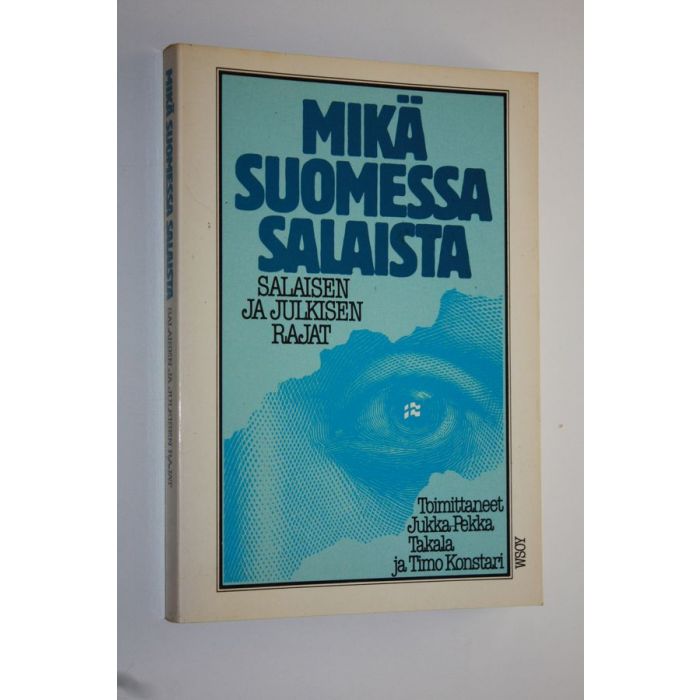 MIKÄ
SUOMESSA
SALAISTA
SALAISEN
JA JULKISEN
RAJAT
Toimittaneet
Jukka-Pekka
Takala
ja Timo Konstari
WSOY
MIKÄ SUOMESSA SALAISTA SALAISEN JA JULKISEN RAJAT